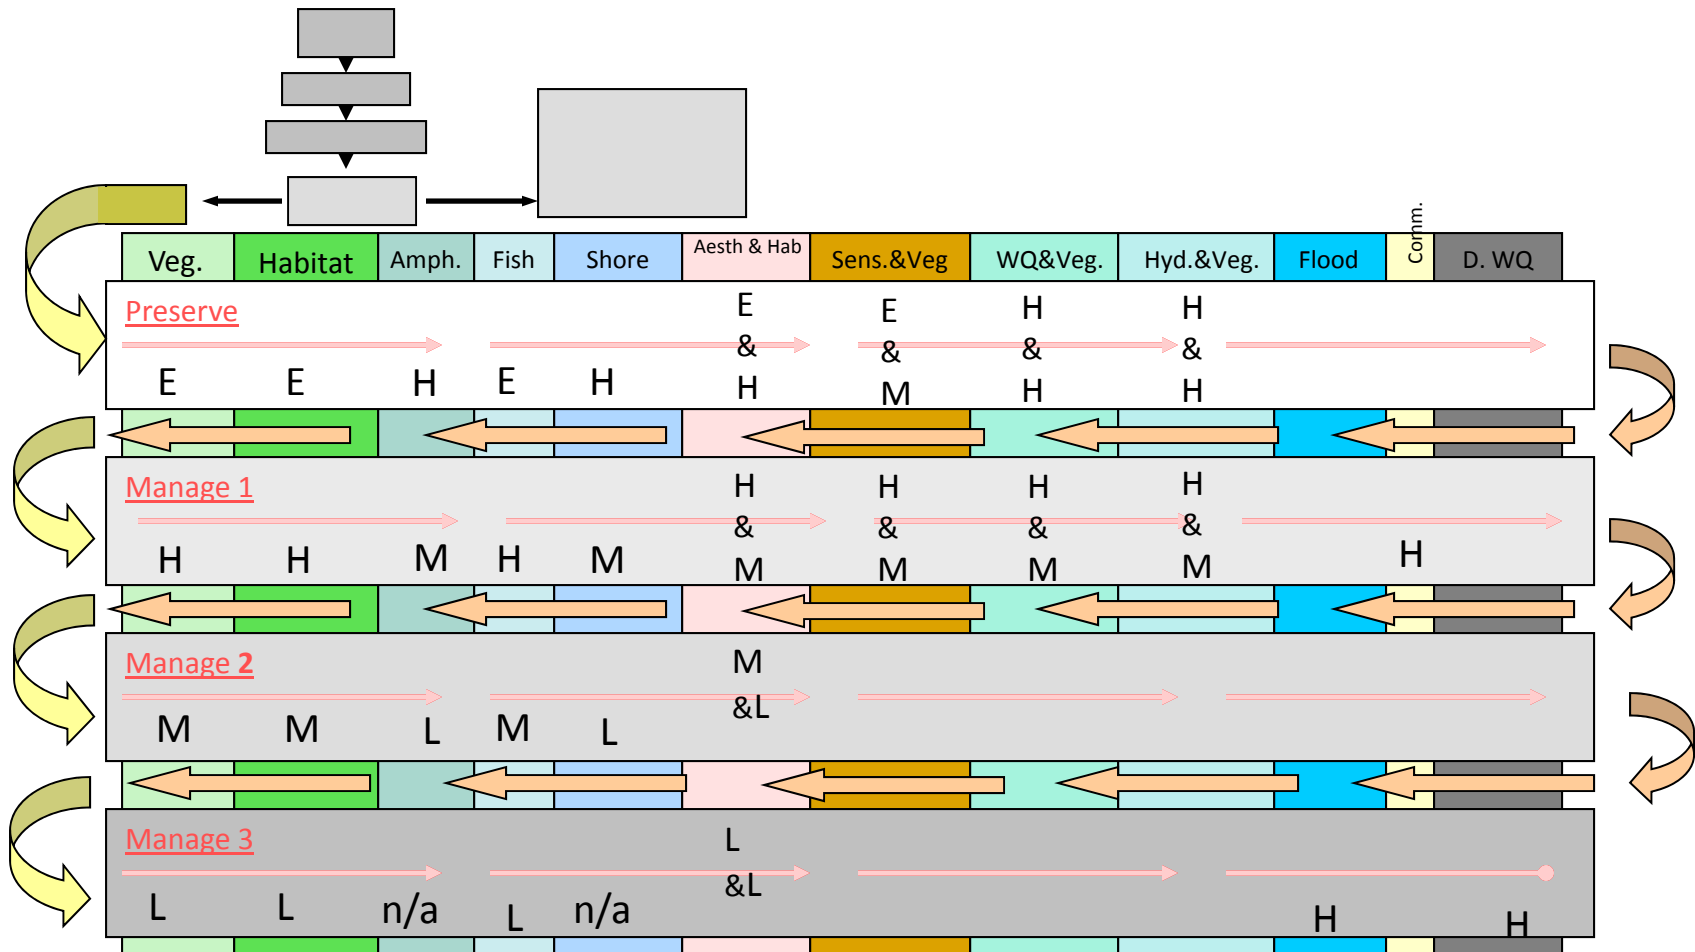 Veg. Habitat Amph. Fish Shore Aesth & Hab Sens.&Veg WQ&Veg. Hyd.&Veg. Flood Comm. D. WQ
Preserve
E E H H
& & & &
E E H E H H M H H
Manage 1
H H H H
& & & &
H H M H M M M M M H
Manage 2
M
&L
M M L M L
Manage 3
L
&L
L L n/a L n/a H H